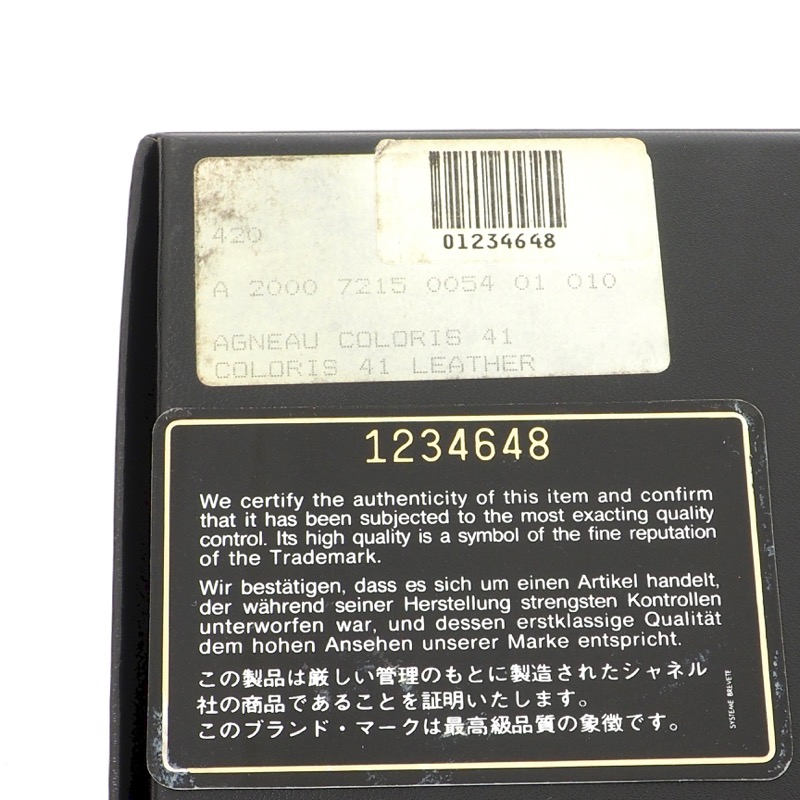 01234648
420
A 2000 7215 0054 01 010
AGNEAU COLORIS 41
COLORIS 41 LEATHER
1234648
We certify the authenticity of this item and confirm
that it has been subjected to the most exacting quality
control. Its high quality is a symbol of the fine reputation
of the Trademark.
Wir bestätigen, dass es sich um einen Artikel handelt,
der während seiner Herstellung strengsten Kontrollen
unterworfen war, und dessen erstklassige Qualität
dem hohen Ansehen unserer Marke entspricht.
この製品は厳しい管理のもとに製造されたシャネル
社の商品であることを証明いたします。
このブランド・マークは最高級品質の象徴です。
SYSTEME BREVETE